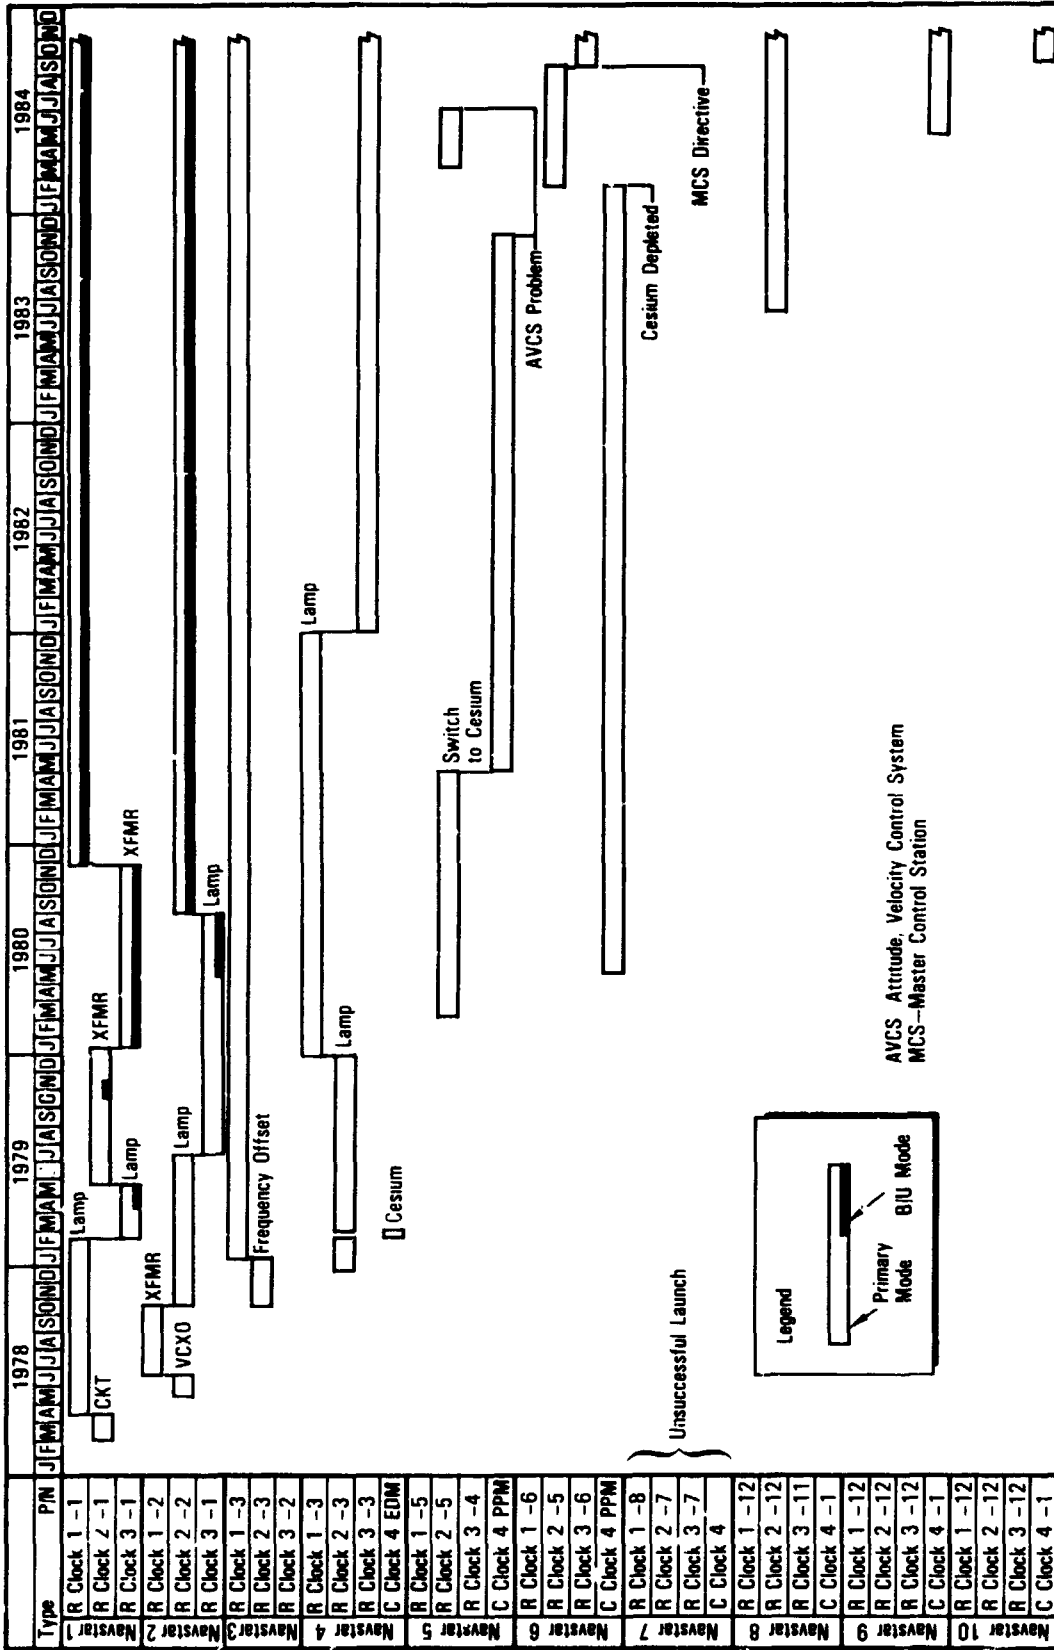 1978 1979 1980 1981 1982 1983 1984
Type P/N J F M A M J J A S O N D J F M A M J J A S O N D J F M A M J J A S O N D J F M A M J J A S O N D J F M A M J J A S O N D J F M A M J J A S O N D J F M A M J J A S O N D
Navstar 1
R Clock 1 -1
Lamp
R Clock 2 -1
CKT
XFMR
R Clock 3 -1
Lamp
XFMR
Navstar 2
R Clock 1 -2
XFMR
R Clock 2 -2
VCXO
Lamp
R Clock 3 -1
Lamp
Navstar 3
R Clock 1 -3
R Clock 2 -3
Frequency Offset
R Clock 3 -2
Navstar 4
R Clock 1 -3
Lamp
R Clock 2 -3
Lamp
R Clock 3 -3
C Clock 4 EDM
Cesium
Navstar 5
R Clock 1 -5
R Clock 2 -5
Switch
to Cesium
R Clock 3 -4
C Clock 4 PPM
AVCS Problem
Navstar 6
R Clock 1 -6
R Clock 2 -5
R Clock 3 -6
C Clock 4 PPM
Cesium Depleted
MCS Directive
Navstar 7
R Clock 1 -8
R Clock 2 -7
R Clock 3 -7
C Clock 4
Unsuccessful Launch
Navstar 8
R Clock 1 -12
R Clock 2 -12
R Clock 3 -11
C Clock 4 -1
Navstar 9
R Clock 1 -12
R Clock 2 -12
R Clock 3 -12
C Clock 4 -1
Navstar 10
R Clock 1 -12
R Clock 2 -12
R Clock 3 -12
C Clock 4 -1
Legend
Primary
Mode
B/U Mode
AVCS Attitude, Velocity Control System
MCS—Master Control Station